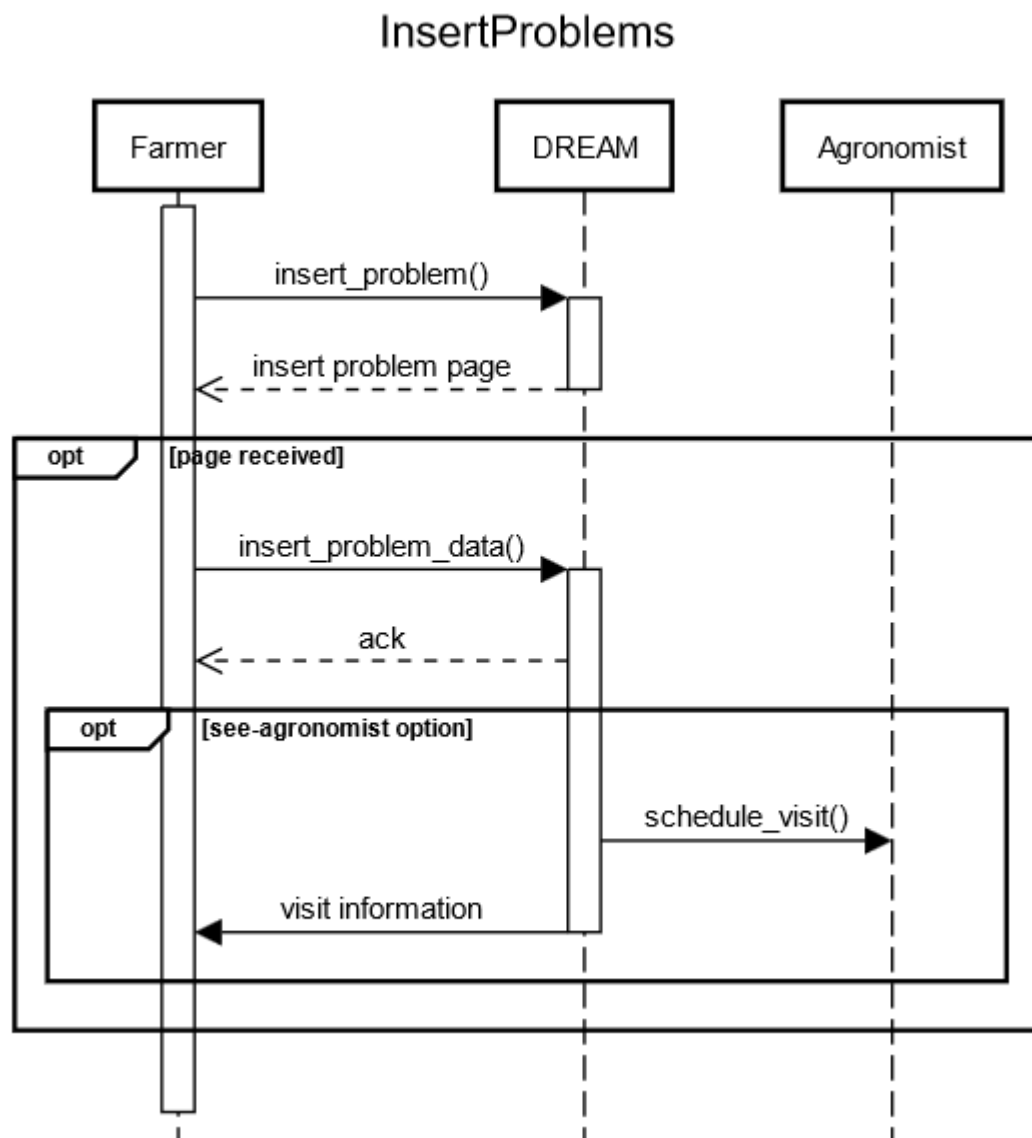 InsertProblems
Farmer
DREAM
Agronomist
insert_problem()
insert problem page
opt
[page received]
insert_problem_data()
ack
opt
[see-agronomist option]
schedule_visit()
visit information